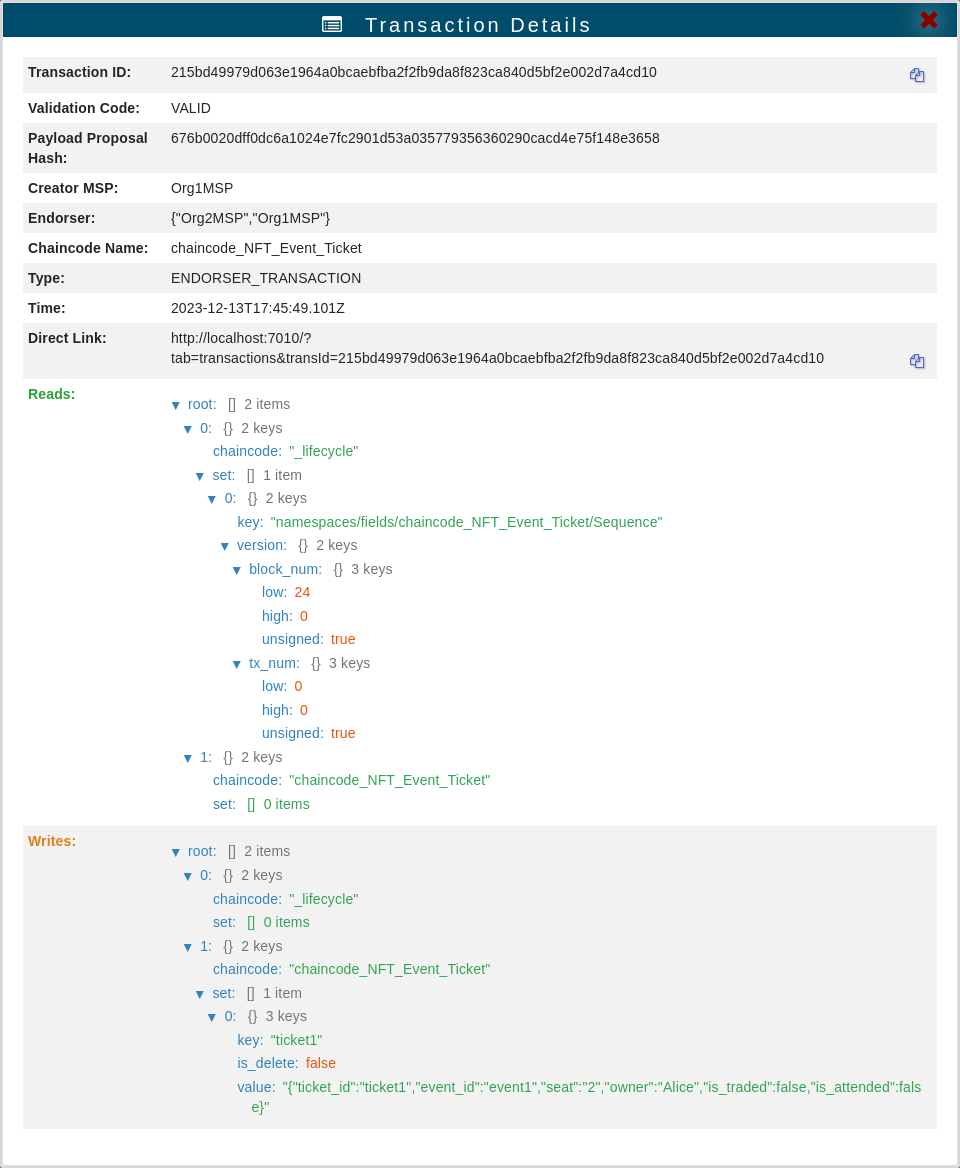 Transaction Details
Transaction ID: 215bd49979d063e1964a0bcaebfba2f2fb9da8f823ca840d5bf2e002d7a4cd10
Validation Code: VALID
Payload Proposal 676b0020dff0dc6a1024e7fc2901d53a035779356360290cacd4e75f148e3658
Hash:
Creator MSP: Org1MSP
Endorser: {"Org2MSP","Org1MSP"}
Chaincode Name: chaincode_NFT_Event_Ticket
Type: ENDORSER_TRANSACTION
Time: 2023-12-13T17:45:49.101Z
Direct Link: http://localhost:7010/?
tab=transactions&transId=215bd49979d063e1964a0bcaebfba2f2fb9da8f823ca840d5bf2e002d7a4cd10
Reads:
▼ root: [] 2 items
▼ 0: {} 2 keys
chaincode: "_lifecycle"
▼ set: [] 1 item
▼ 0: {} 2 keys
key: "namespaces/fields/chaincode_NFT_Event_Ticket/Sequence"
▼ version: {} 2 keys
▼ block_num: {} 3 keys
low: 24
high: 0
unsigned: true
▼ tx_num: {} 3 keys
low: 0
high: 0
unsigned: true
▼ 1: {} 2 keys
chaincode: "chaincode_NFT_Event_Ticket"
set: [] 0 items
Writes:
▼ root: [] 2 items
▼ 0: {} 2 keys
chaincode: "_lifecycle"
set: [] 0 items
▼ 1: {} 2 keys
chaincode: "chaincode_NFT_Event_Ticket"
▼ set: [] 1 item
▼ 0: {} 3 keys
key: "ticket1"
is_delete: false
value: "{"ticket_id":"ticket1","event_id":"event1","seat":"2","owner":"Alice","is_traded":false,"is_attended":fals
e}"